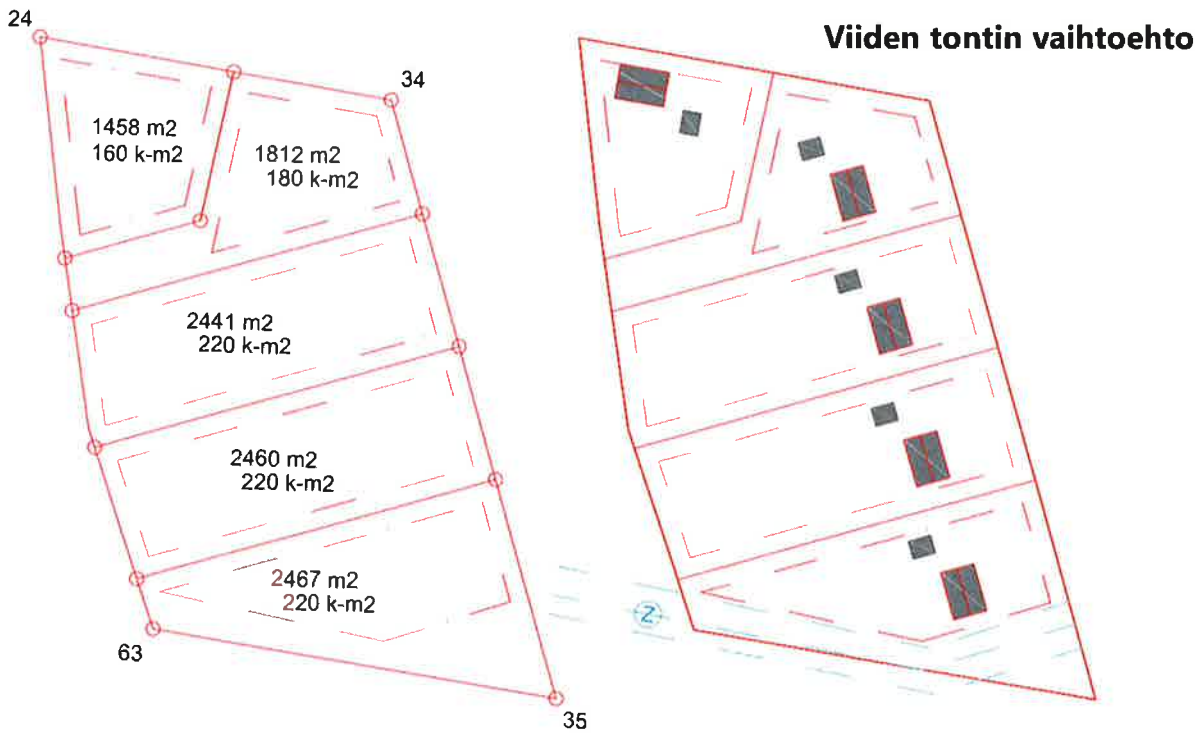 24
Viiden tontin vaihtoehto
34
1458 m2
160 k-m2
1812 m2
180 k-m2
2441 m2
220 k-m2
2460 m2
220 k-m2
2467 m2
220 k-m2
Z
63
35